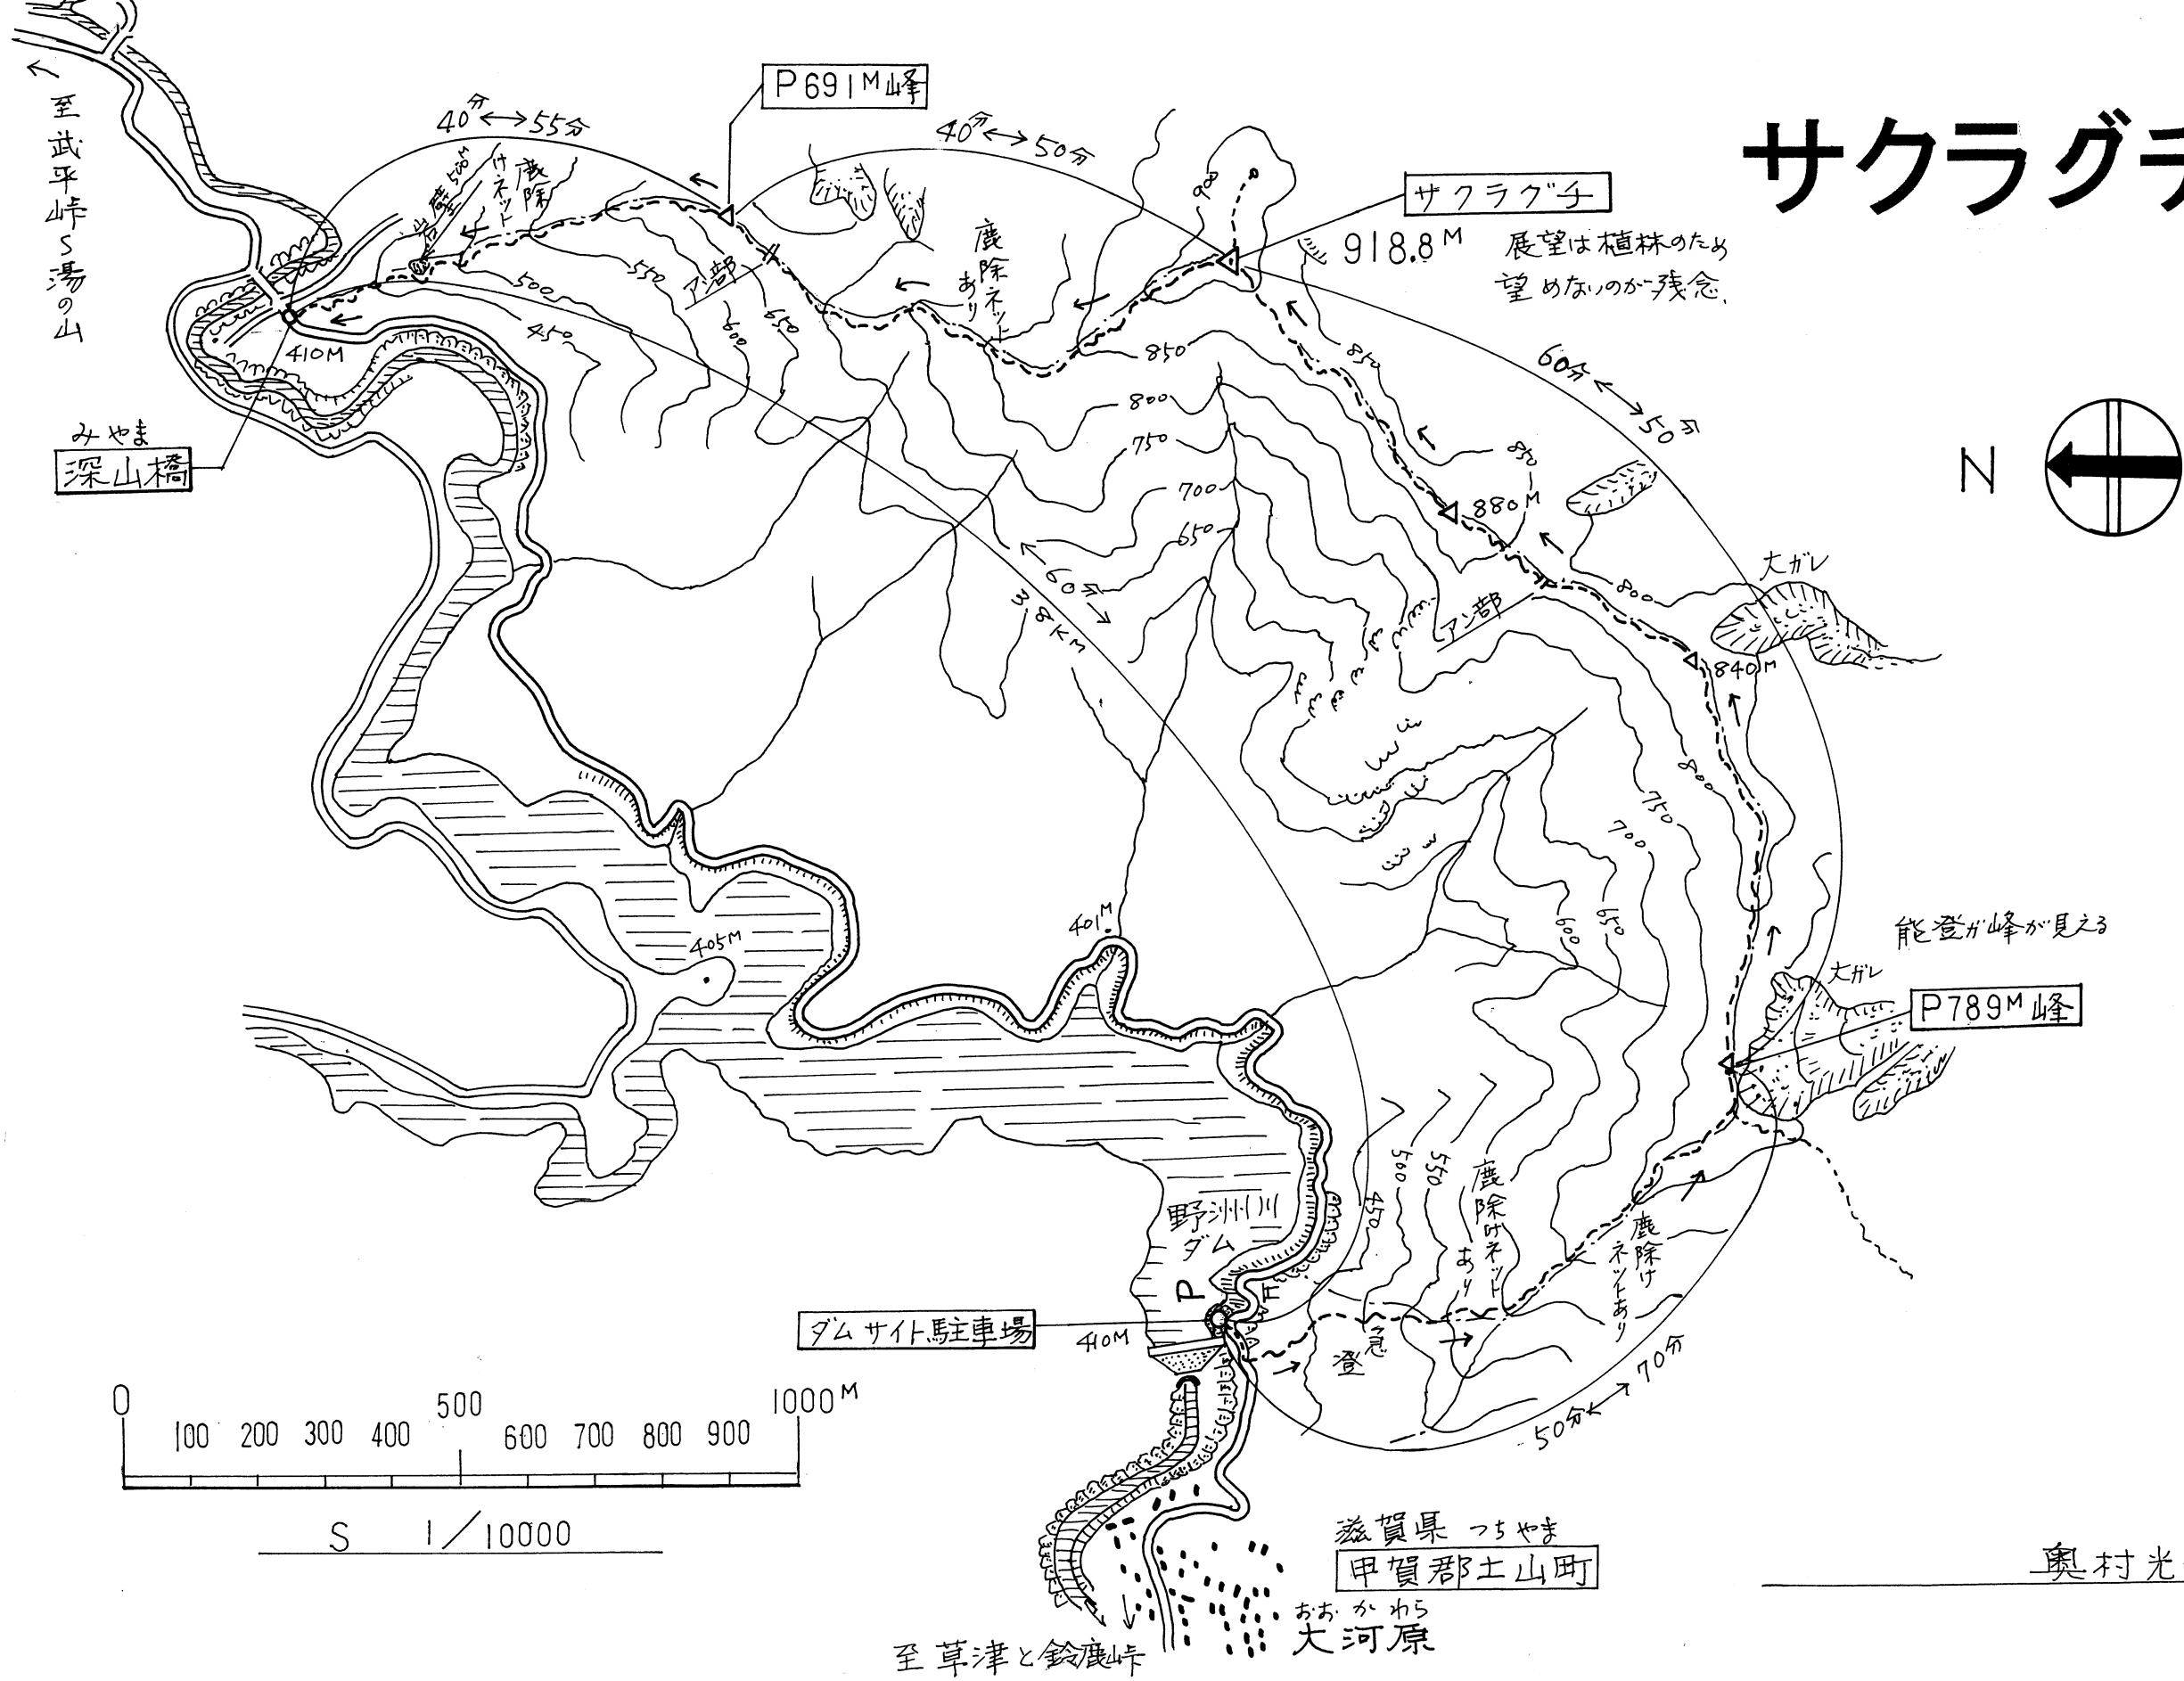 サクラグチ
P691M峰
40分↔55分
40分↔50分
サクラグチ
918.8M
展望は植林のため
望めないのが残念、
60分↔50分
至武平峠S湯の山
岩壁500M
鹿除
けネット
アン部
鹿除ネット
あり
900
850
850
850
800
750
700
650
550
500
450
600
650
410M
みやま
深山橋
880M
N
60分
3.8KM
アン部
800
大ガレ
840M
800
750
700
650
600
401M
405M
能登ガ峰が見える
大ガレ
P789M峰
500
550
450
鹿除けネット
あり
鹿除け
ネットあり
野洲川
ダム
P
ダムサイト駐車場
410M
急
登
50分↔70分
0 500 1000M
100 200 300 400 600 700 800 900
S 1/10000
滋賀県 つちやま
甲賀郡土山町
おお か わら
大河原
至草津と鈴鹿峠
奥村光